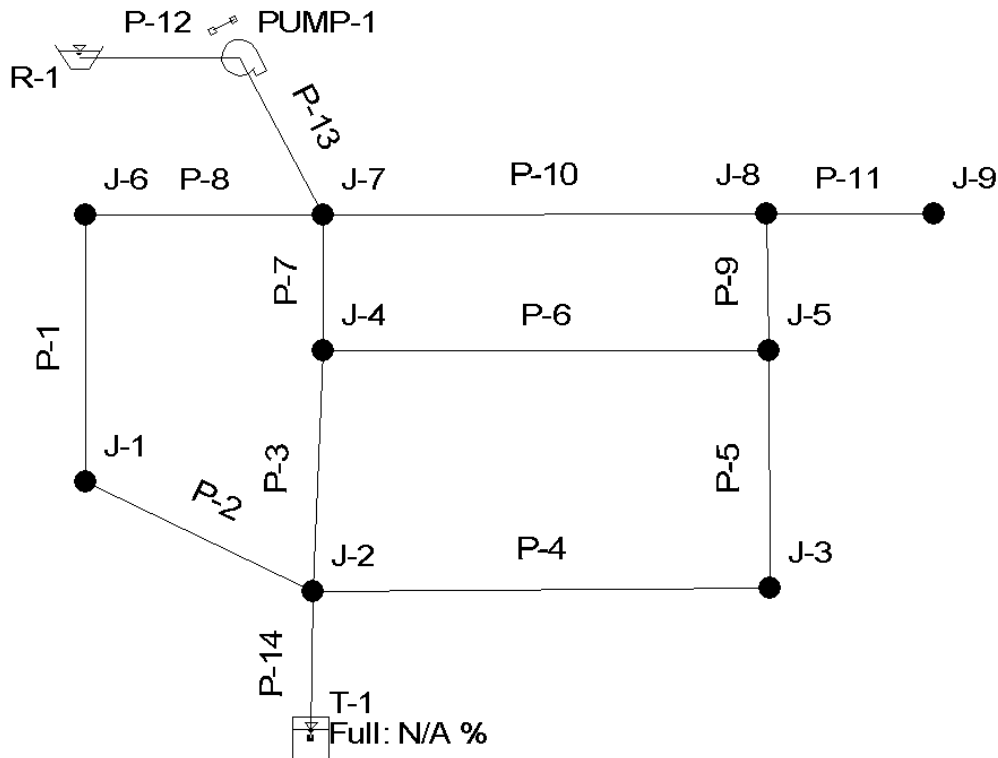 P-12 PUMP-1
R-1
P-13
J-6 P-8 J-7 P-10 J-8 P-11 J-9
P-7 P-9
J-4 P-6 J-5
P-1
J-1
P-2 P-3 P-5
J-2 P-4 J-3
P-14
T-1
Full: N/A %